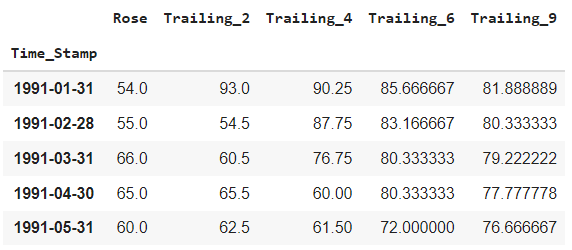 Rose Trailing_2 Trailing_4 Trailing_6 Trailing_9
Time_Stamp
1991-01-31 54.0 93.0 90.25 85.666667 81.888889
1991-02-28 55.0 54.5 87.75 83.166667 80.333333
1991-03-31 66.0 60.5 76.75 80.333333 79.222222
1991-04-30 65.0 65.5 60.00 80.333333 77.777778
1991-05-31 60.0 62.5 61.50 72.000000 76.666667